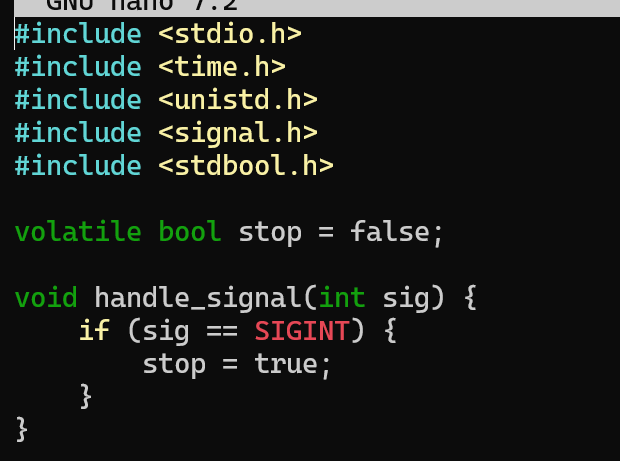 GNU nano 7.2
#include <stdio.h>
#include <time.h>
#include <unistd.h>
#include <signal.h>
#include <stdbool.h>

volatile bool stop = false;

void handle_signal(int sig) {
    if (sig == SIGINT) {
        stop = true;
    }
}